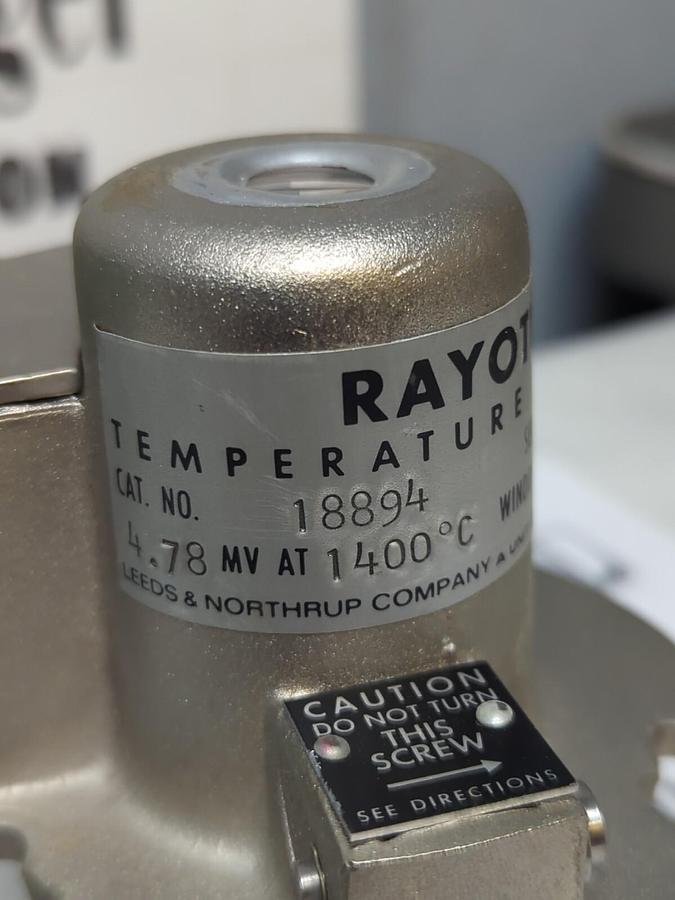 RAYOT
TEMPERATURE
CAT. NO. 18894
4.78 MV AT 1400°C
LEEDS & NORTHRUP COMPANY A
CAUTION
DO NOT TURN
THIS
SCREW
SEE DIRECTIONS